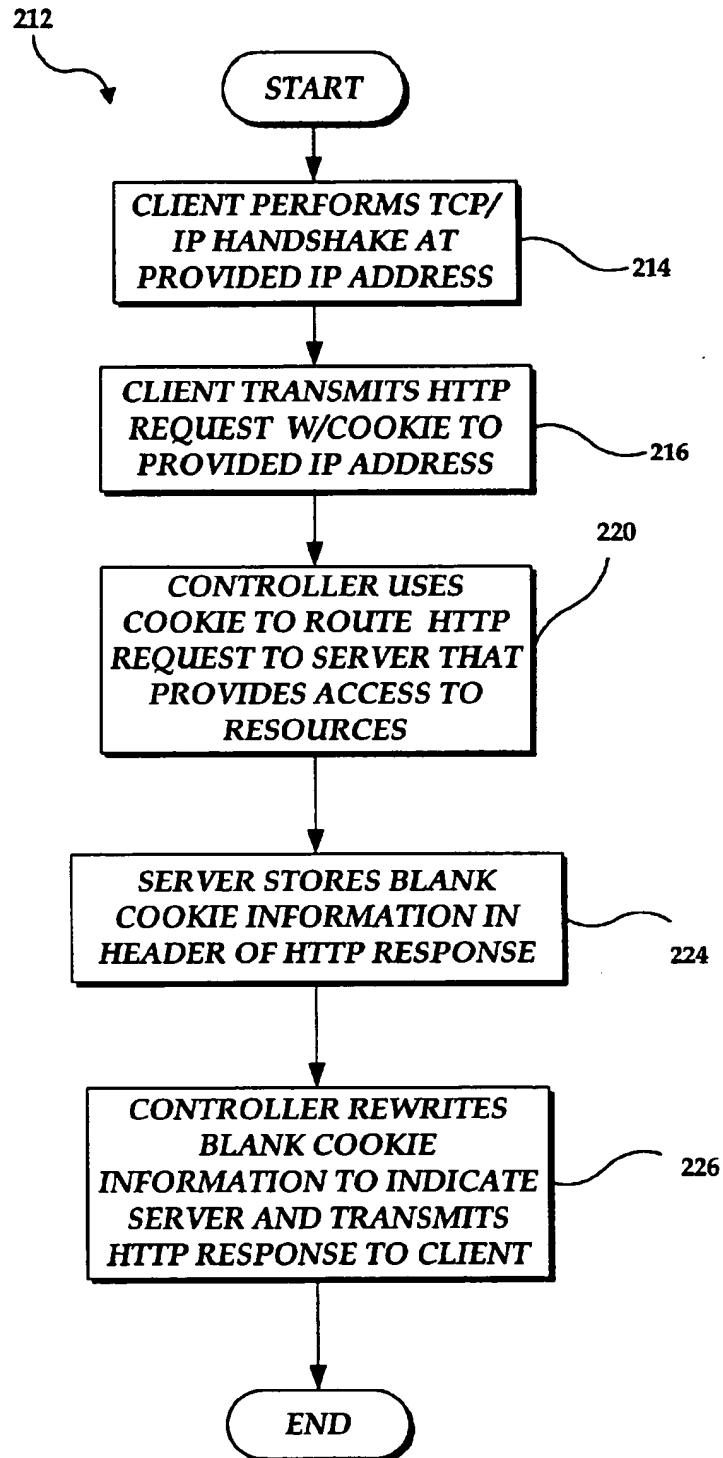 212
START
CLIENT PERFORMS TCP/
IP HANDSHAKE AT
PROVIDED IP ADDRESS
214
CLIENT TRANSMITS HTTP
REQUEST W/COOKIE TO
PROVIDED IP ADDRESS
216
220
CONTROLLER USES
COOKIE TO ROUTE HTTP
REQUEST TO SERVER THAT
PROVIDES ACCESS TO
RESOURCES
SERVER STORES BLANK
COOKIE INFORMATION IN
HEADER OF HTTP RESPONSE
224
CONTROLLER REWRITES
BLANK COOKIE
INFORMATION TO INDICATE
SERVER AND TRANSMITS
HTTP RESPONSE TO CLIENT
226
END